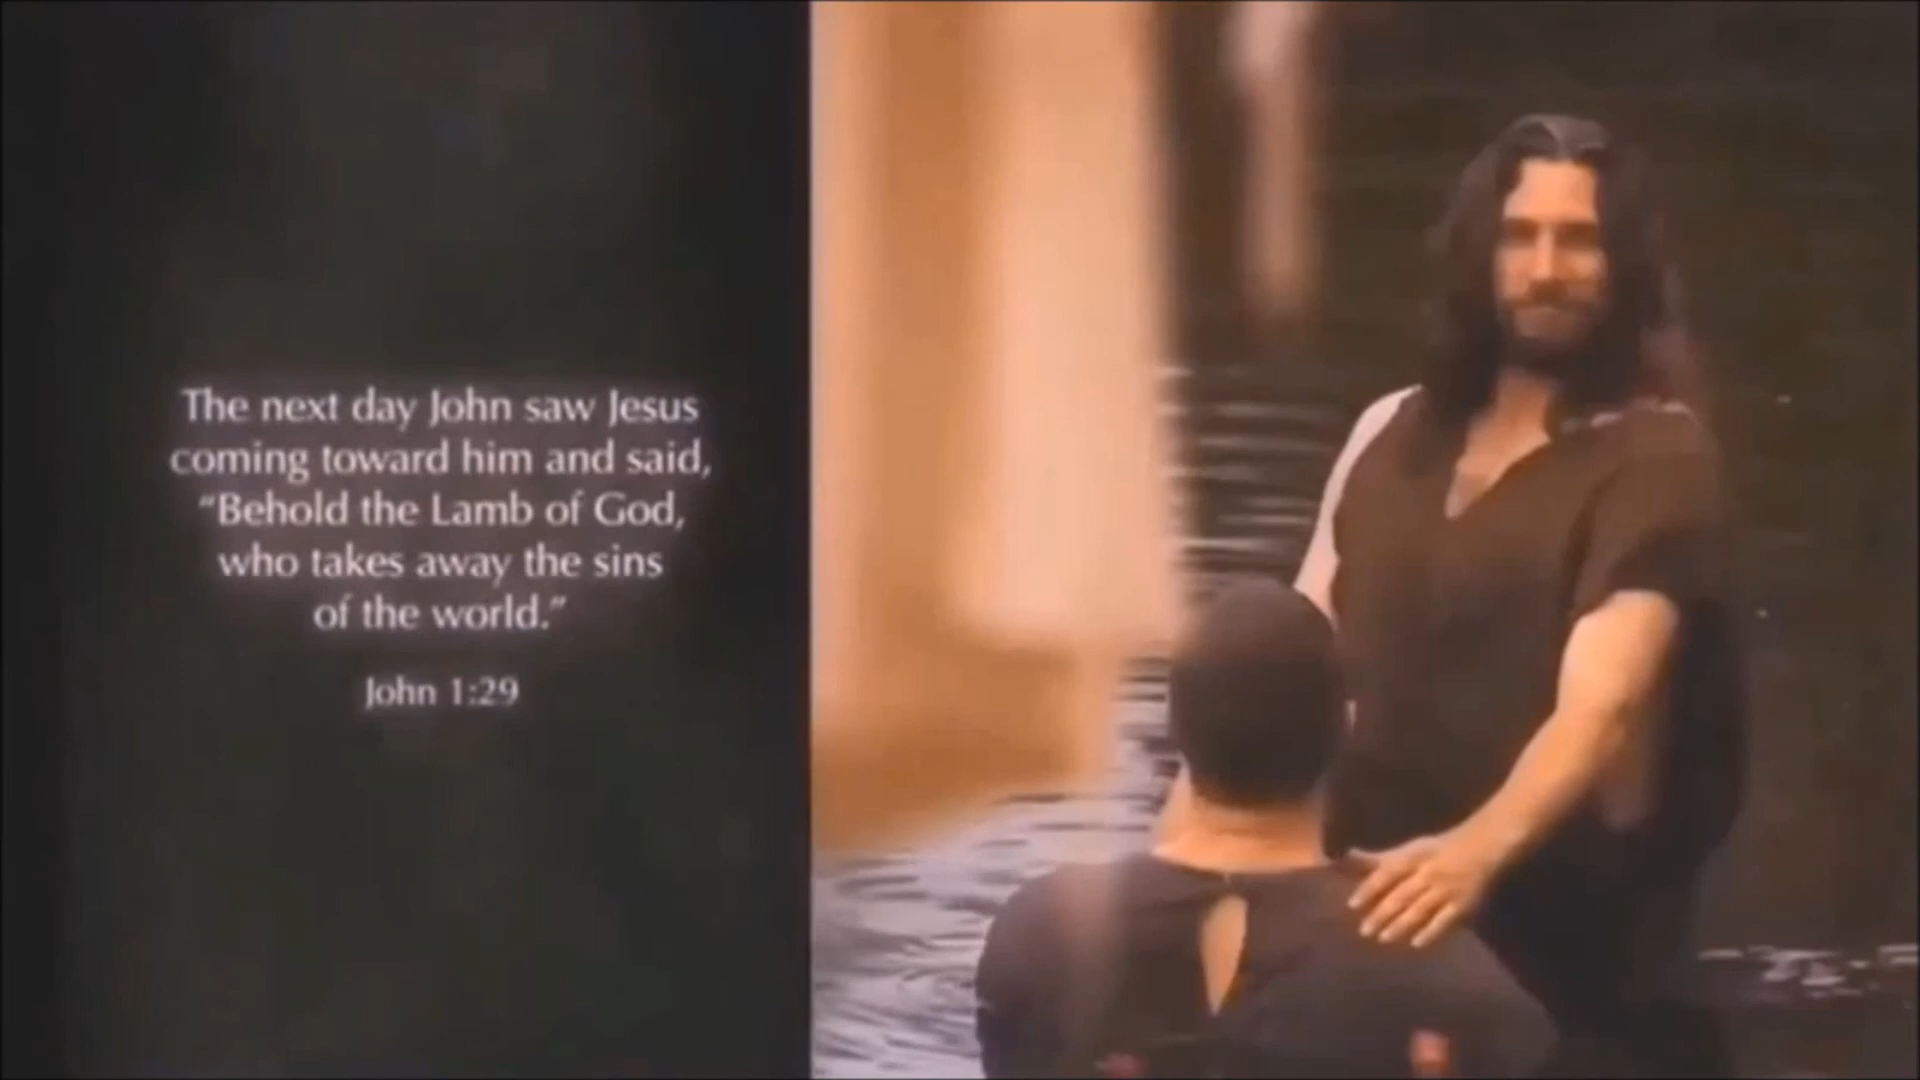 The next day John saw Jesus
coming toward him and said,
“Behold the Lamb of God,
who takes away the sins
of the world.”
John 1:29